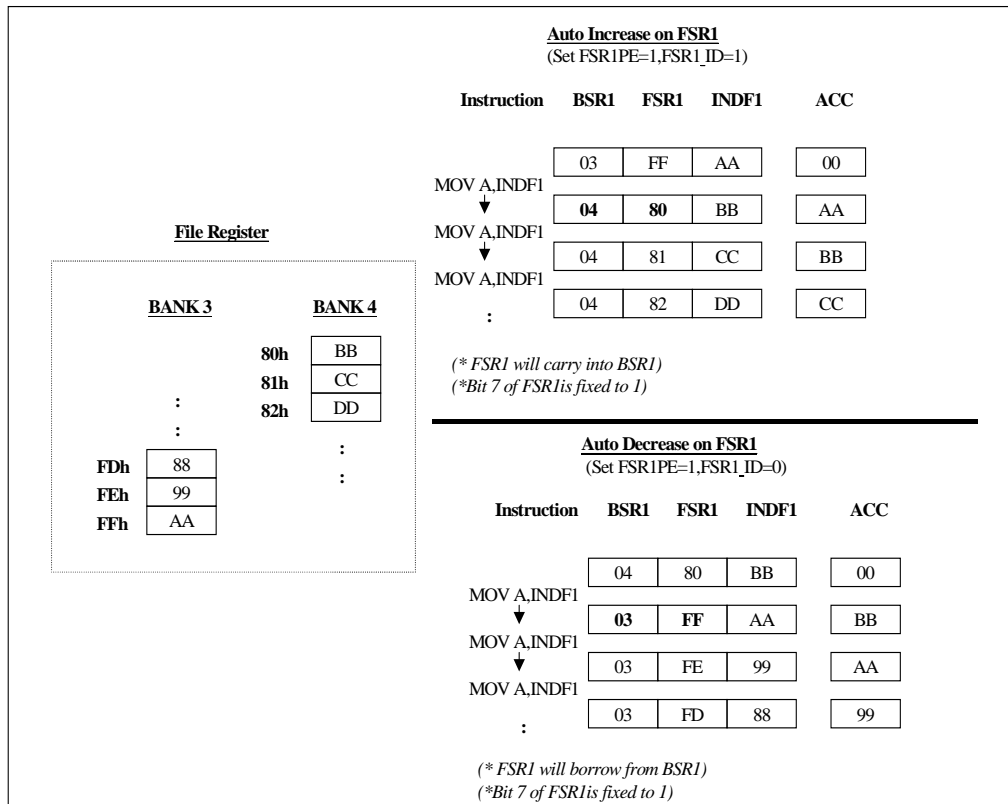 Auto Increase on FSR1
(Set FSR1PE=1,FSR1_ID=1)
Instruction BSR1 FSR1 INDF1 ACC
03 FF AA 00
MOV A,INDF1
04 80 BB AA
MOV A,INDF1
04 81 CC BB
MOV A,INDF1
04 82 DD CC
:
(* FSR1 will carry into BSR1)
(*Bit 7 of FSR1is fixed to 1)
File Register
BANK 3 BANK 4
80h BB
81h CC
82h DD
:
:
:
:
FDh 88
FEh 99
FFh AA
Auto Decrease on FSR1
(Set FSR1PE=1,FSR1_ID=0)
Instruction BSR1 FSR1 INDF1 ACC
04 80 BB 00
MOV A,INDF1
03 FF AA BB
MOV A,INDF1
03 FE 99 AA
MOV A,INDF1
03 FD 88 99
:
(* FSR1 will borrow from BSR1)
(*Bit 7 of FSR1is fixed to 1)